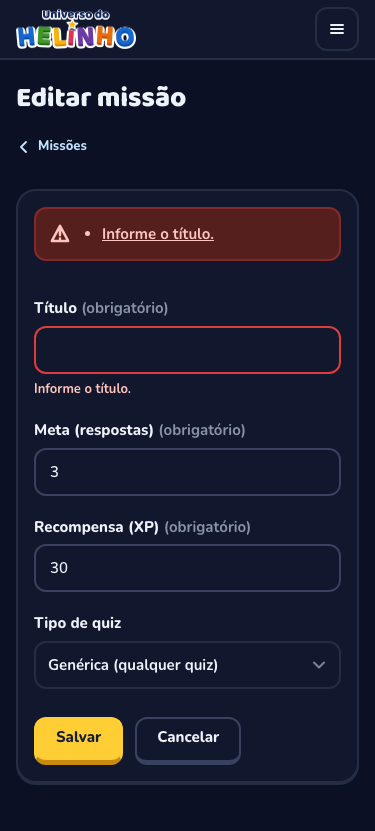 Universo do
HELINHO
Editar missão
Missões
• Informe o título.
Título (obrigatório)
Informe o título.
Meta (respostas) (obrigatório)
3
Recompensa (XP) (obrigatório)
30
Tipo de quiz
Genérica (qualquer quiz)
Salvar
Cancelar